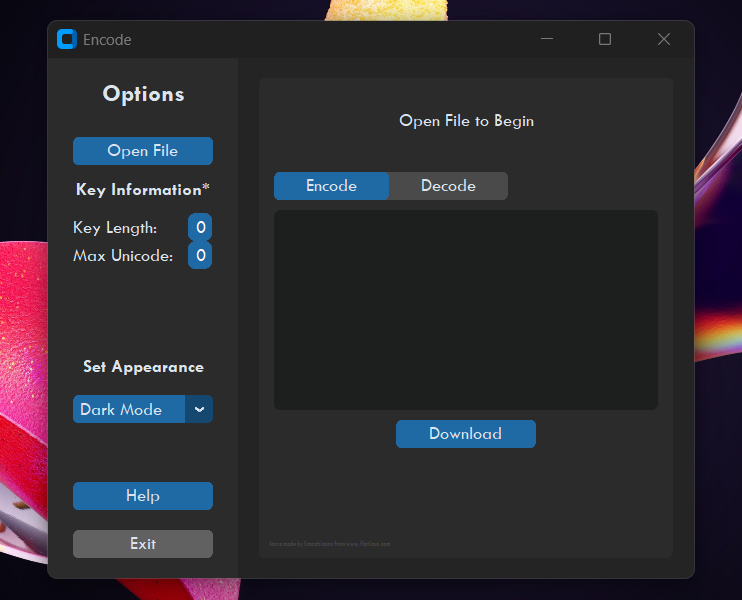 Encode
Options
Open File
Key Information*
Key Length: 0
Max Unicode: 0
Set Appearance
Dark Mode
Help
Exit
Open File to Begin
Encode Decode
Download